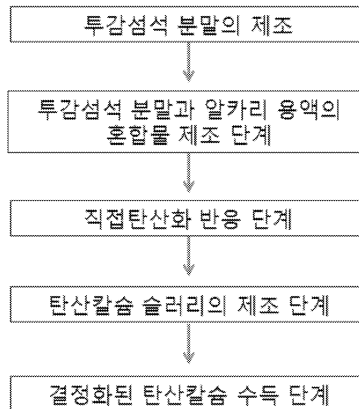 투감섬석 분말의 제조
투감섬석 분말과 알카리 용액의
혼합물 제조 단계
직접탄산화 반응 단계
탄산칼슘 슬러리의 제조 단계
결정화된 탄산칼슘 수득 단계